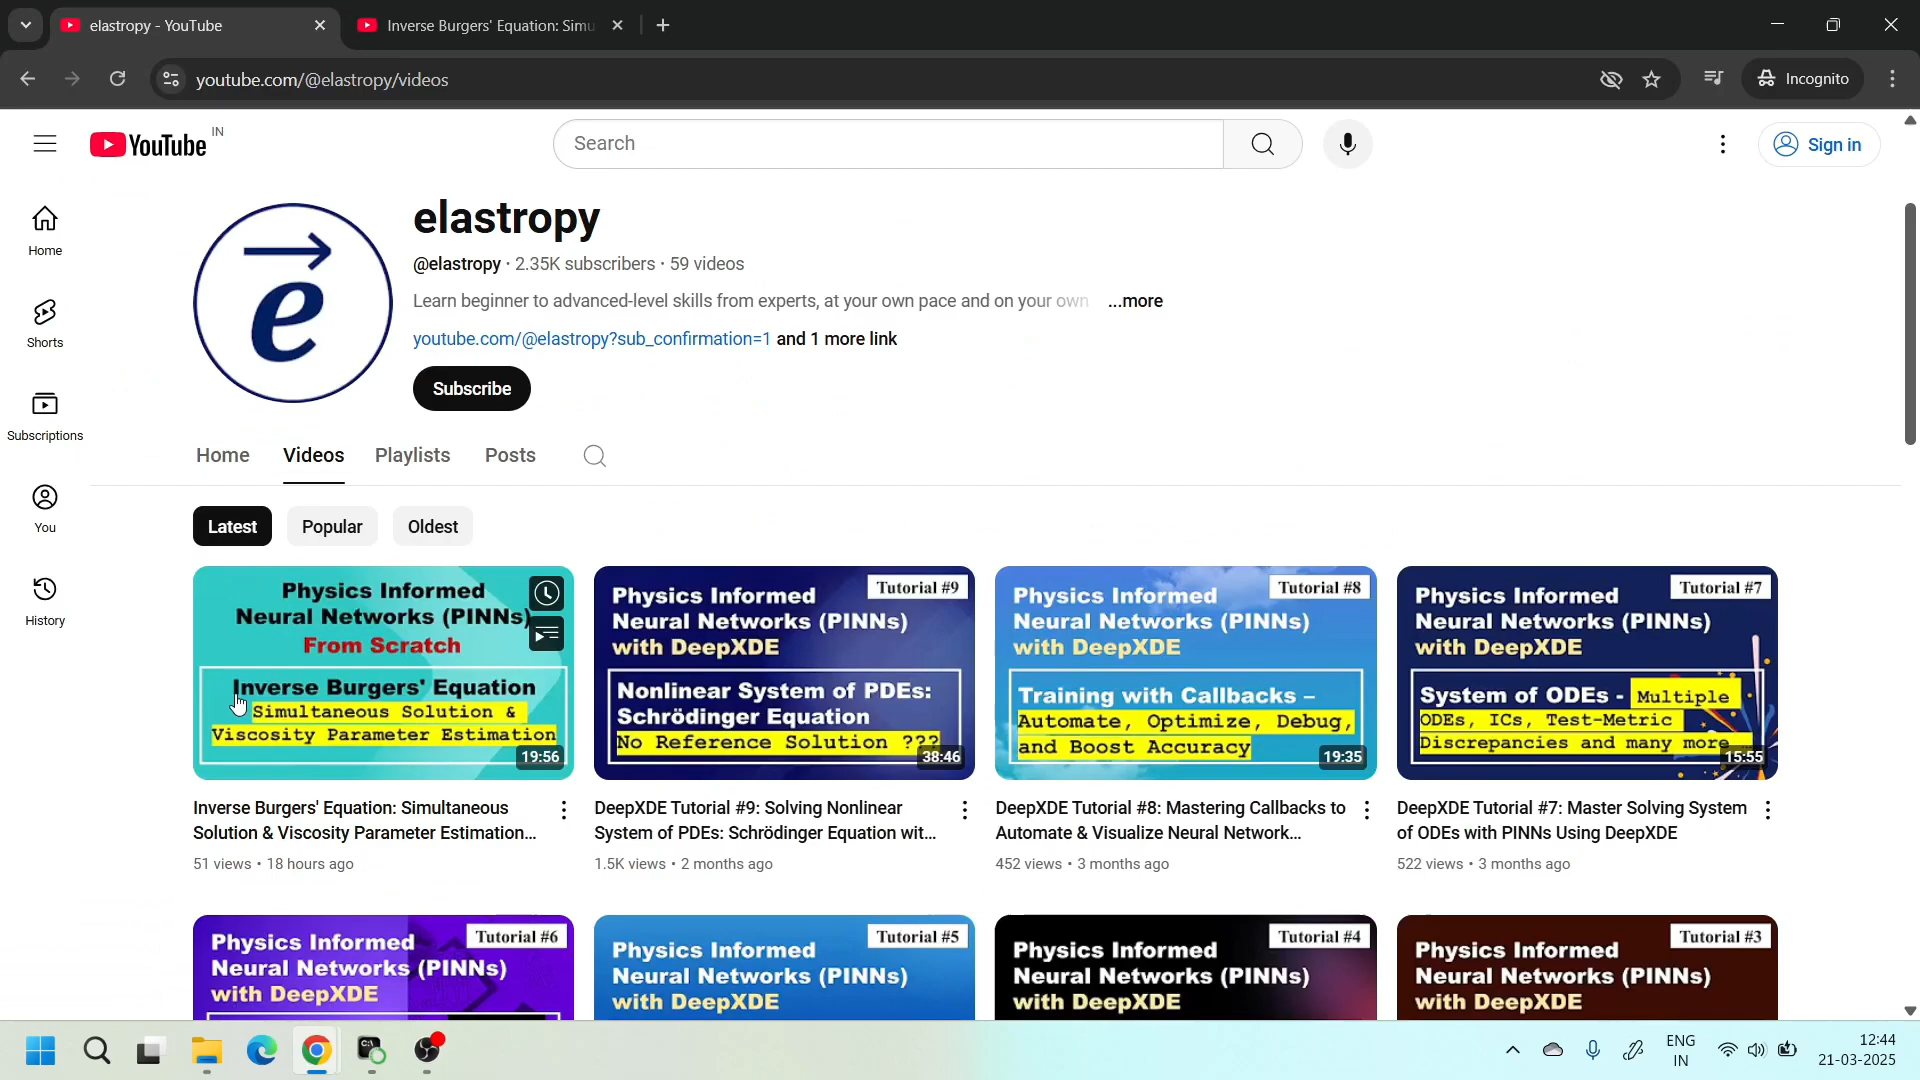 elastropy - YouTube
Inverse Burgers' Equation: Simu
youtube.com/@elastropy/videos
Incognito
YouTube IN
Search
Sign in
Home
Shorts
Subscriptions
You
History
e
elastropy
@elastropy · 2.35K subscribers · 59 videos
Learn beginner to advanced-level skills from experts, at your own pace and on your own ...more
youtube.com/@elastropy?sub_confirmation=1 and 1 more link
Subscribe
Home Videos Playlists Posts
Latest Popular Oldest
Physics Informed
Neural Networks (PINNs)
From Scratch
Inverse Burgers' Equation
Simultaneous Solution &
Viscosity Parameter Estimation
19:56
Inverse Burgers' Equation: Simultaneous
Solution & Viscosity Parameter Estimation...
51 views · 18 hours ago
Tutorial #9
Physics Informed
Neural Networks (PINNs)
with DeepXDE
Nonlinear System of PDEs:
Schrödinger Equation
No Reference Solution ???
38:46
DeepXDE Tutorial #9: Solving Nonlinear
System of PDEs: Schrödinger Equation wit...
1.5K views · 2 months ago
Tutorial #8
Physics Informed
Neural Networks (PINNs)
with DeepXDE
Training with Callbacks –
Automate, Optimize, Debug,
and Boost Accuracy
19:35
DeepXDE Tutorial #8: Mastering Callbacks to
Automate & Visualize Neural Network...
452 views · 3 months ago
Tutorial #7
Physics Informed
Neural Networks (PINNs)
with DeepXDE
System of ODEs - Multiple
ODEs, ICs, Test-Metric
Discrepancies and many more
15:55
DeepXDE Tutorial #7: Master Solving System
of ODEs with PINNs Using DeepXDE
522 views · 3 months ago
Tutorial #6
Physics Informed
Neural Networks (PINNs)
with DeepXDE
Tutorial #5
Physics Informed
Neural Networks (PINNs)
with DeepXDE
Tutorial #4
Physics Informed
Neural Networks (PINNs)
with DeepXDE
Tutorial #3
Physics Informed
Neural Networks (PINNs)
with DeepXDE
ENG
IN
12:44
21-03-2025